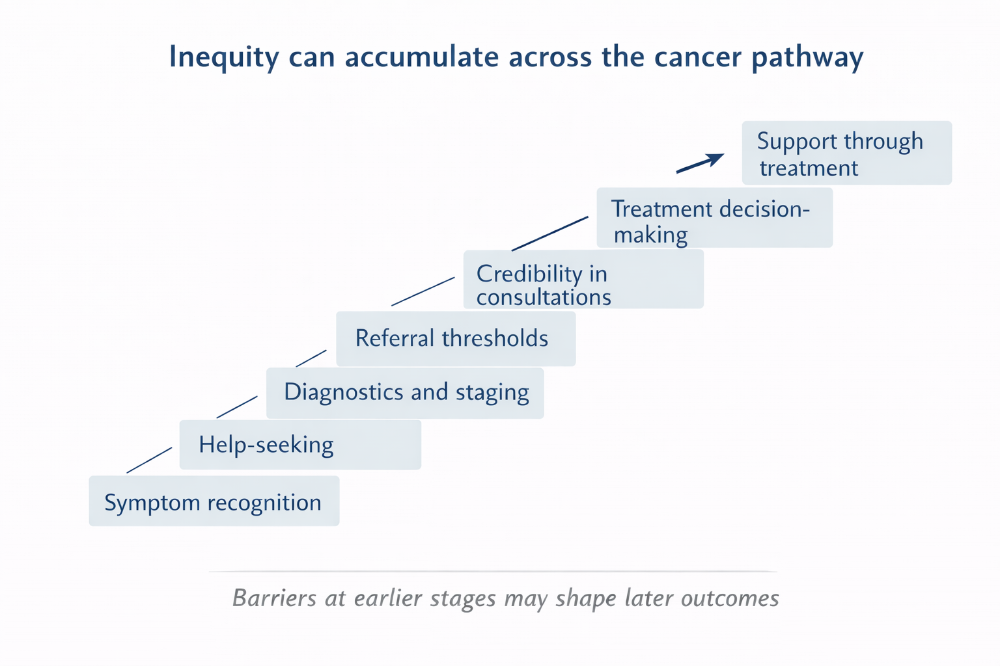 Inequity can accumulate across the cancer pathway
Support through
treatment
Treatment decision-
making
Credibility in
consultations
Referral thresholds
Diagnostics and staging
Help-seeking
Symptom recognition
Barriers at earlier stages may shape later outcomes